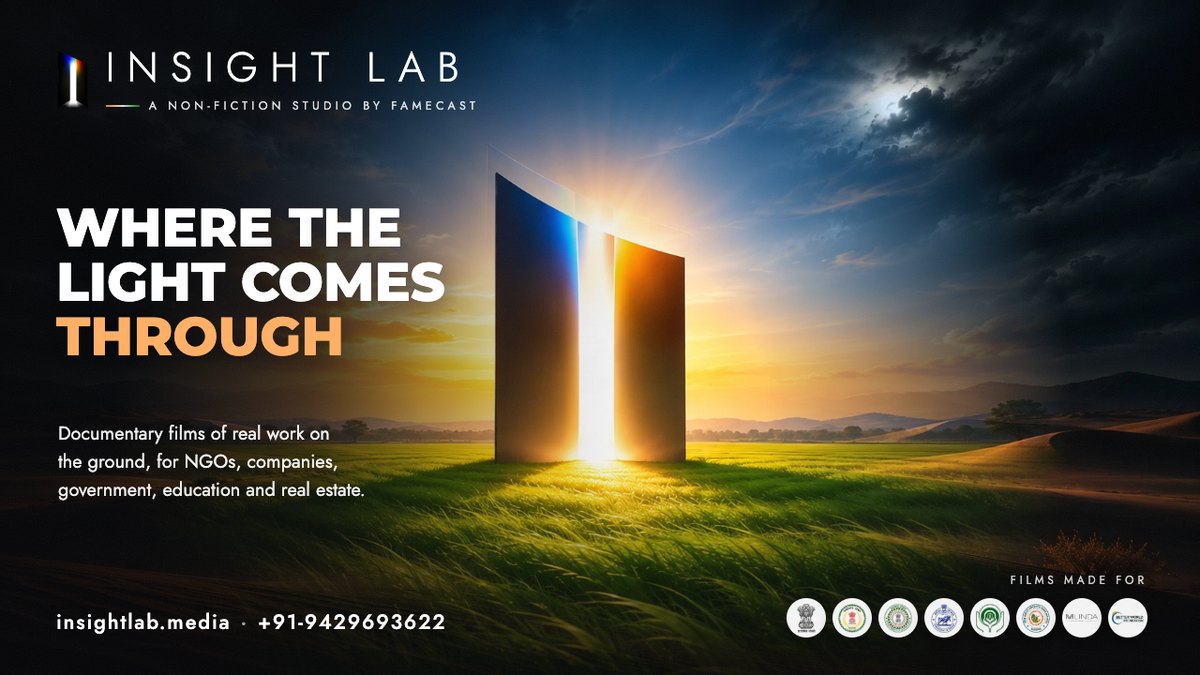 INSIGHT LAB
A NON-FICTION STUDIO BY FAMECAST
WHERE THE
LIGHT COMES
THROUGH
Documentary films of real work on
the ground, for NGOs, companies,
government, education and real estate.
FILMS MADE FOR
insightlab.media · +91-9429693622